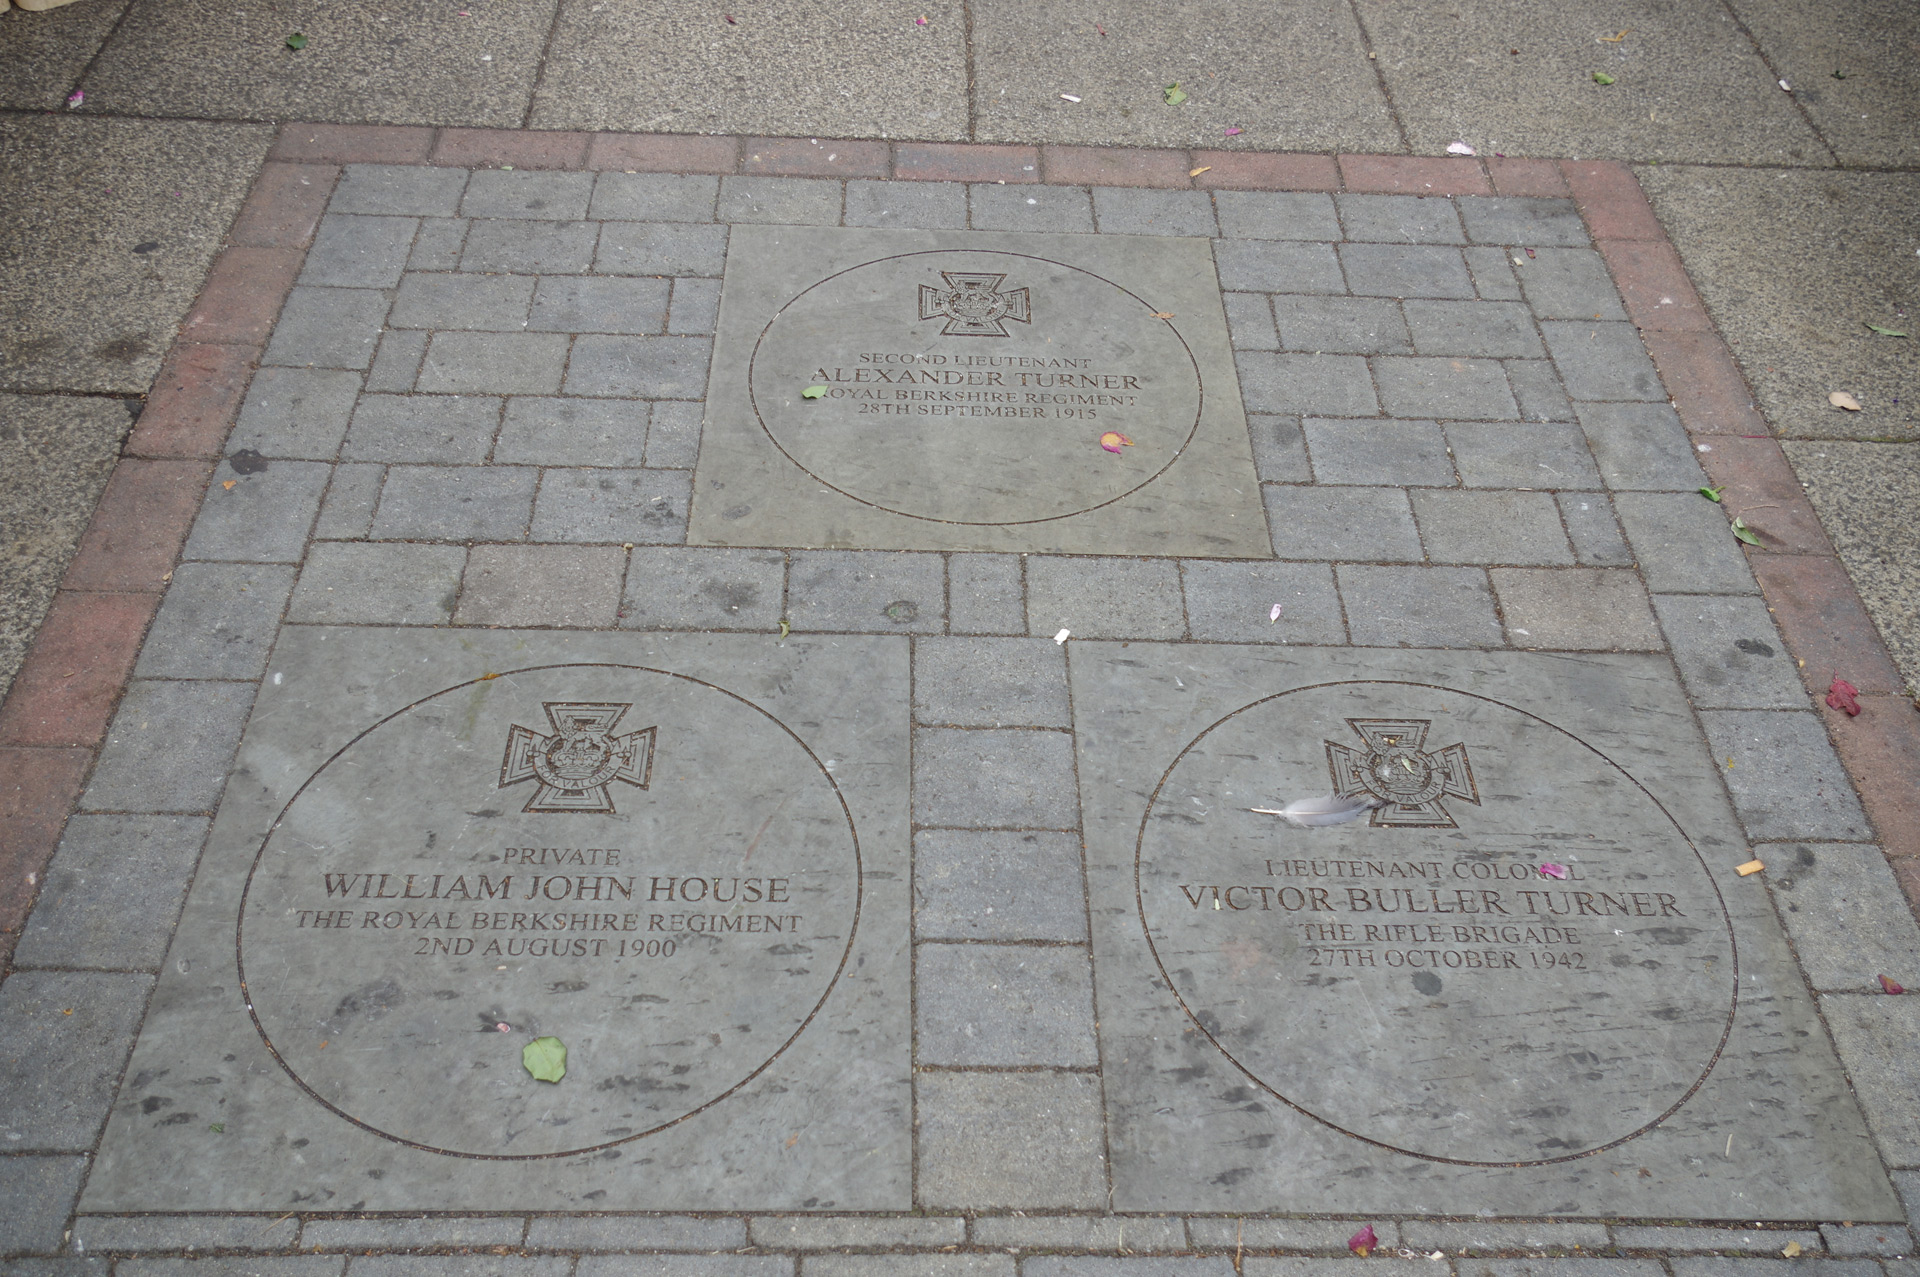 SECOND LIEUTENANT
ALEXANDER TURNER
ROYAL BERKSHIRE REGIMENT
28TH SEPTEMBER 1915
PRIVATE
WILLIAM JOHN HOUSE
THE ROYAL BERKSHIRE REGIMENT
2ND AUGUST 1900
LIEUTENANT COLONEL
VICTOR BULLER TURNER
THE RIFLE BRIGADE
27TH OCTOBER 1942